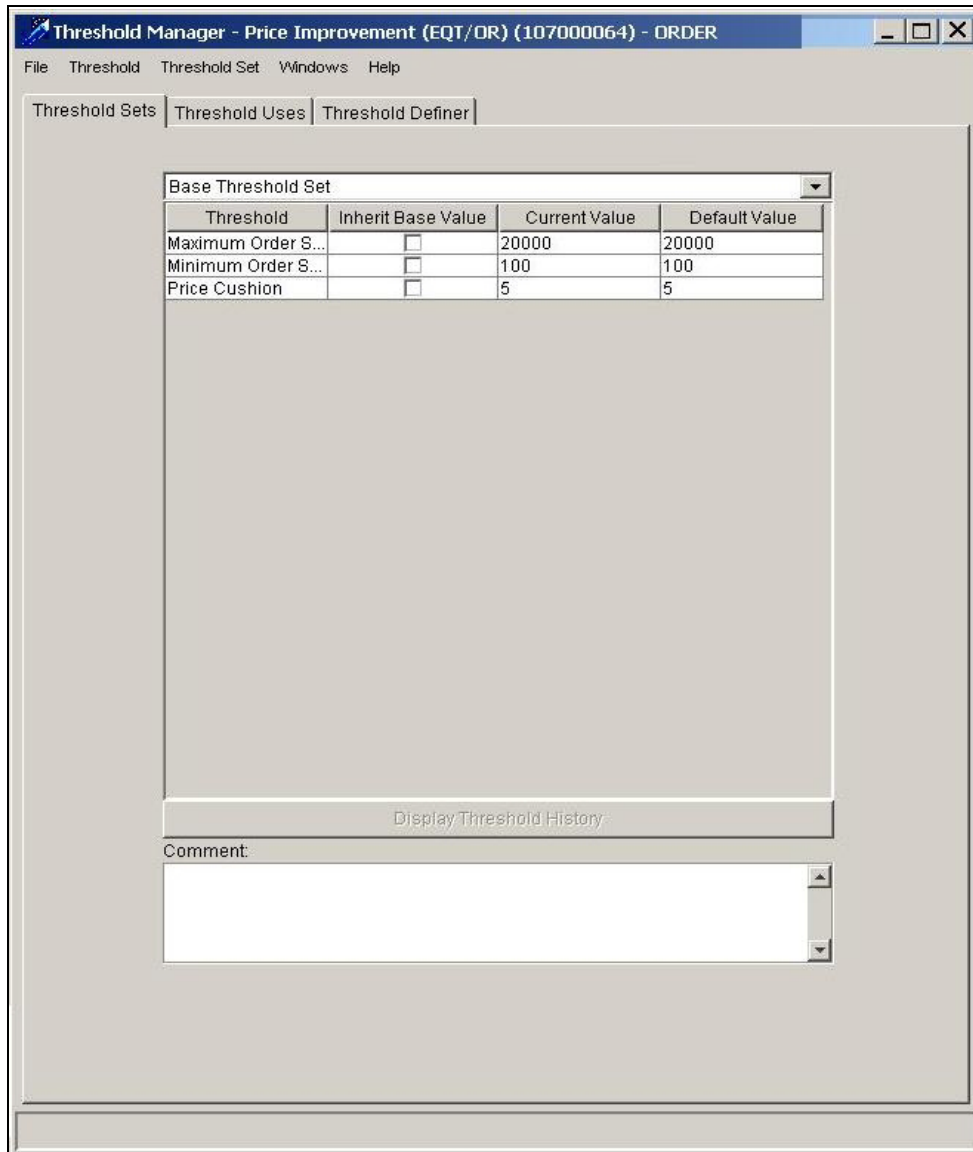 Threshold Manager - Price Improvement (EQT/OR) (107000064) - ORDER
File Threshold Threshold Set Windows Help
Threshold Sets Threshold Uses Threshold Definer
Base Threshold Set
Threshold Inherit Base Value Current Value Default Value
Maximum Order S... 20000 20000
Minimum Order S... 100 100
Price Cushion 5 5
Display Threshold History
Comment: